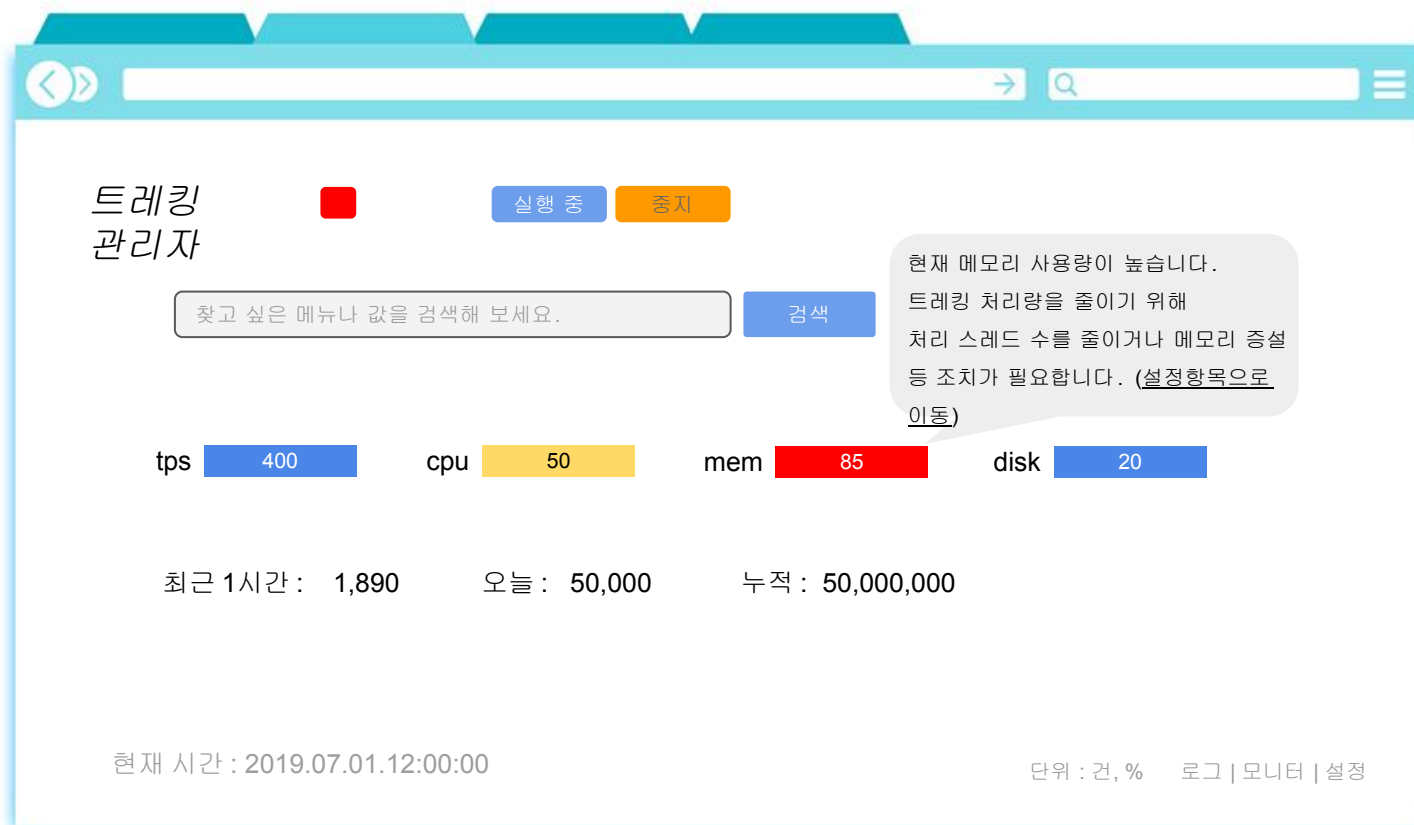 트레킹
관리자
실행 중
중지
현재 메모리 사용량이 높습니다.
트레킹 처리량을 줄이기 위해
처리 스레드 수를 줄이거나 메모리 증설
등 조치가 필요합니다. (설정항목으로
이동)
찾고 싶은 메뉴나 값을 검색해 보세요.
검색
tps 400 cpu 50 mem 85 disk 20
최근 1시간 : 1,890 오늘 : 50,000 누적 : 50,000,000
현재 시간 : 2019.07.01.12:00:00
단위 : 건, % 로그 | 모니터 | 설정